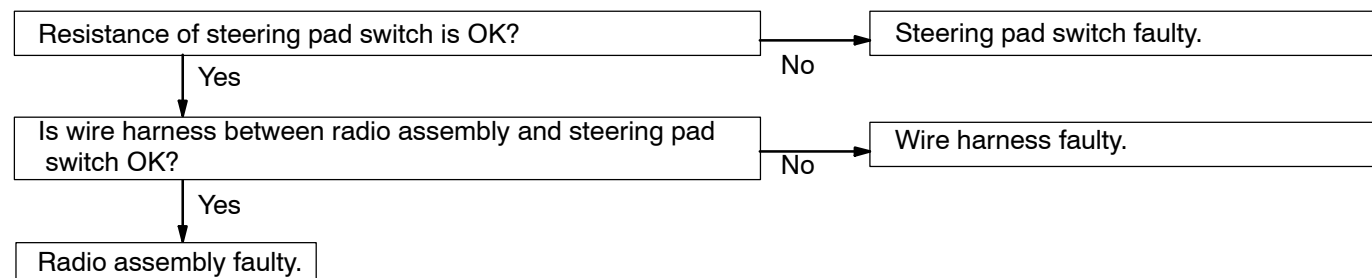 Resistance of steering pad switch is OK?
Steering pad switch faulty.
No
Yes
Is wire harness between radio assembly and steering pad
switch OK?
Wire harness faulty.
No
Yes
Radio assembly faulty.